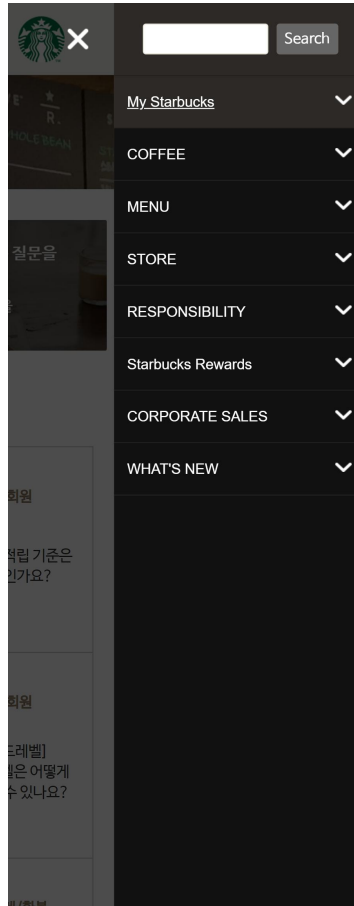 Search
My Starbucks
COFFEE
MENU
STORE
RESPONSIBILITY
Starbucks Rewards
CORPORATE SALES
WHAT'S NEW
R.
WHOLE BEAN
질문을
회원
적립 기준은
인가요?
회원
드레벨]
벨은 어떻게
수 있나요?